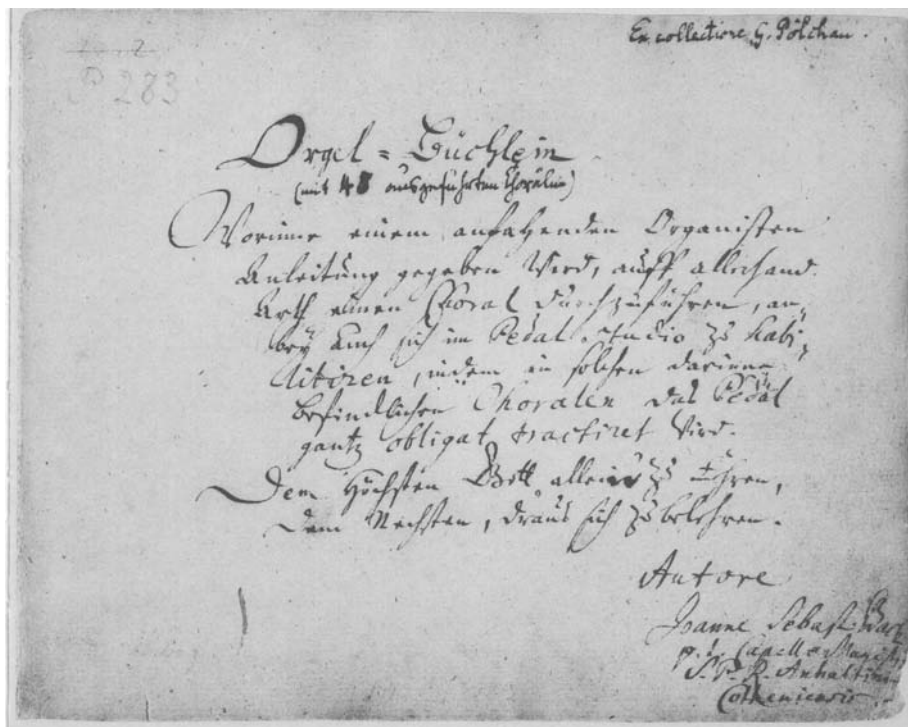 Ex collectione G. Pölchau.
P 283
Orgel = Büchlein
(mit 48 ausgeführten Chorälen)
Worinne einem anfahenden Organisten
Anleitung gegeben wird, auff allerhand
Arth einen Choral durchzuführen, an-
bey auch sich im Pedal studio zu habi-
litiren, indem in solchen darinne
befindlichen Choralen das Pedal
gantz obligat tractiret wird.
Dem Höchsten Gott allein zu Ehren,
Dem Nechsten, draus sich zu belehren.
Autore
Joanne Sebast. Bach
p. t. Capellae Magistri
S. P. R. Anhaltini-
Cotheniensis.